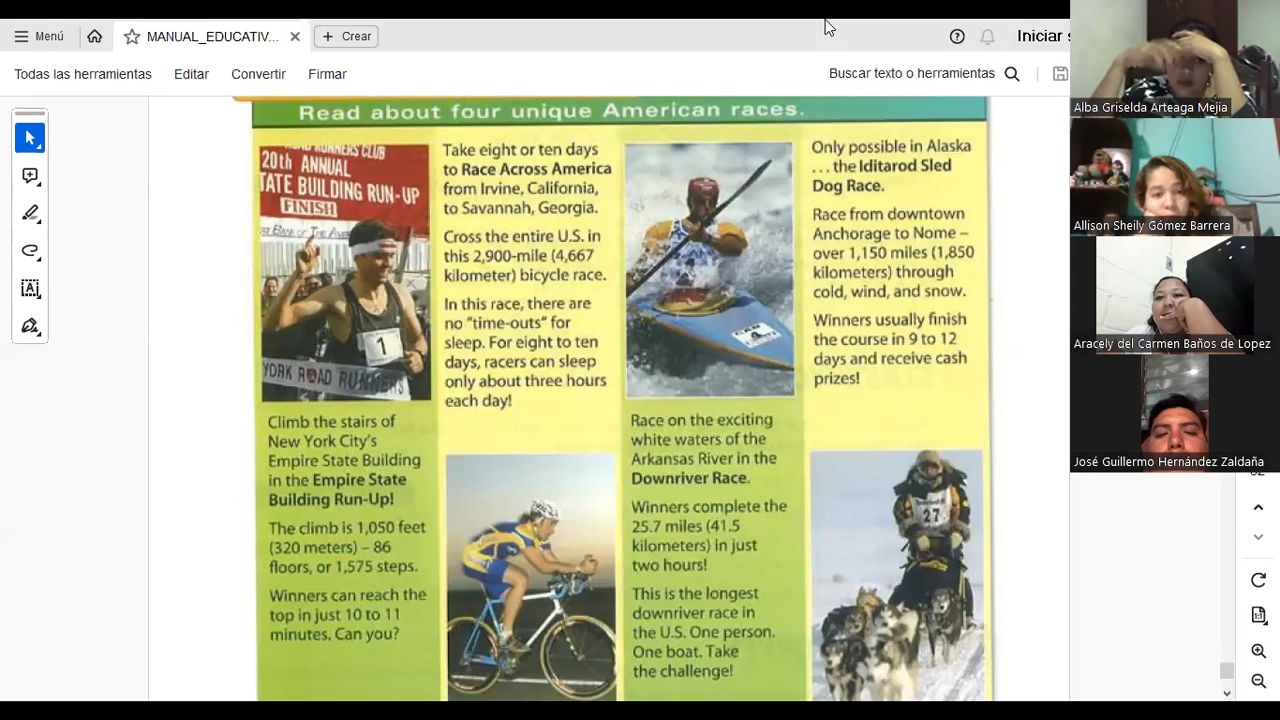 Menú
MANUAL_EDUCATIV...
Crear
Iniciar s
Todas las herramientas
Editar
Convertir
Firmar
Buscar texto o herramientas
Read about four unique American races.
RUNNERS CLUB
20th ANNUAL
TATE BUILDING RUN-UP
FINISH
1
YORK ROAD RUNNERS
Climb the stairs of
New York City's
Empire State Building
in the Empire State
Building Run-Up!
The climb is 1,050 feet
(320 meters) – 86
floors, or 1,575 steps.
Winners can reach the
top in just 10 to 11
minutes. Can you?
Take eight or ten days
to Race Across America
from Irvine, California,
to Savannah, Georgia.
Cross the entire U.S. in
this 2,900-mile (4,667
kilometer) bicycle race.
In this race, there are
no "time-outs" for
sleep. For eight to ten
days, racers can sleep
only about three hours
each day!
4
Race on the exciting
white waters of the
Arkansas River in the
Downriver Race.
Winners complete the
25.7 miles (41.5
kilometers) in just
two hours!
This is the longest
downriver race in
the U.S. One person.
One boat. Take
the challenge!
Only possible in Alaska
. . . the Iditarod Sled
Dog Race.
Race from downtown
Anchorage to Nome –
over 1,150 miles (1,850
kilometers) through
cold, wind, and snow.
Winners usually finish
the course in 9 to 12
days and receive cash
prizes!
27
Alba Griselda Arteaga Mejia
Allison Sheily Gómez Barrera
Aracely del Carmen Baños de Lopez
José Guillermo Hernández Zaldaña